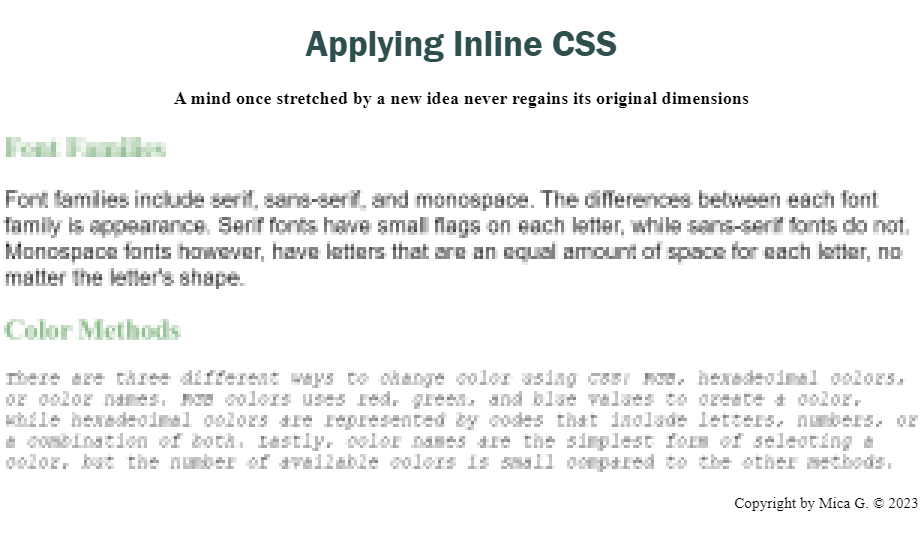 Applying Inline CSS
A mind once stretched by a new idea never regains its original dimensions
Font Families
Font families include serif, sans-serif, and monospace. The differences between each font
family is appearance. Serif fonts have small flags on each letter, while sans-serif fonts do not.
Monospace fonts however, have letters that are an equal amount of space for each letter, no
matter the letter's shape.
Color Methods
There are three different ways to change color using CSS: RGB, hexadecimal colors,
or color names. RGB colors uses red, green, and blue values to create a color,
while hexadecimal colors are represented by codes that include letters, numbers, or
a combination of both. Lastly, color names are the simplest form of selecting a
color, but the number of available colors is small compared to the other methods.
Copyright by Mica G. © 2023